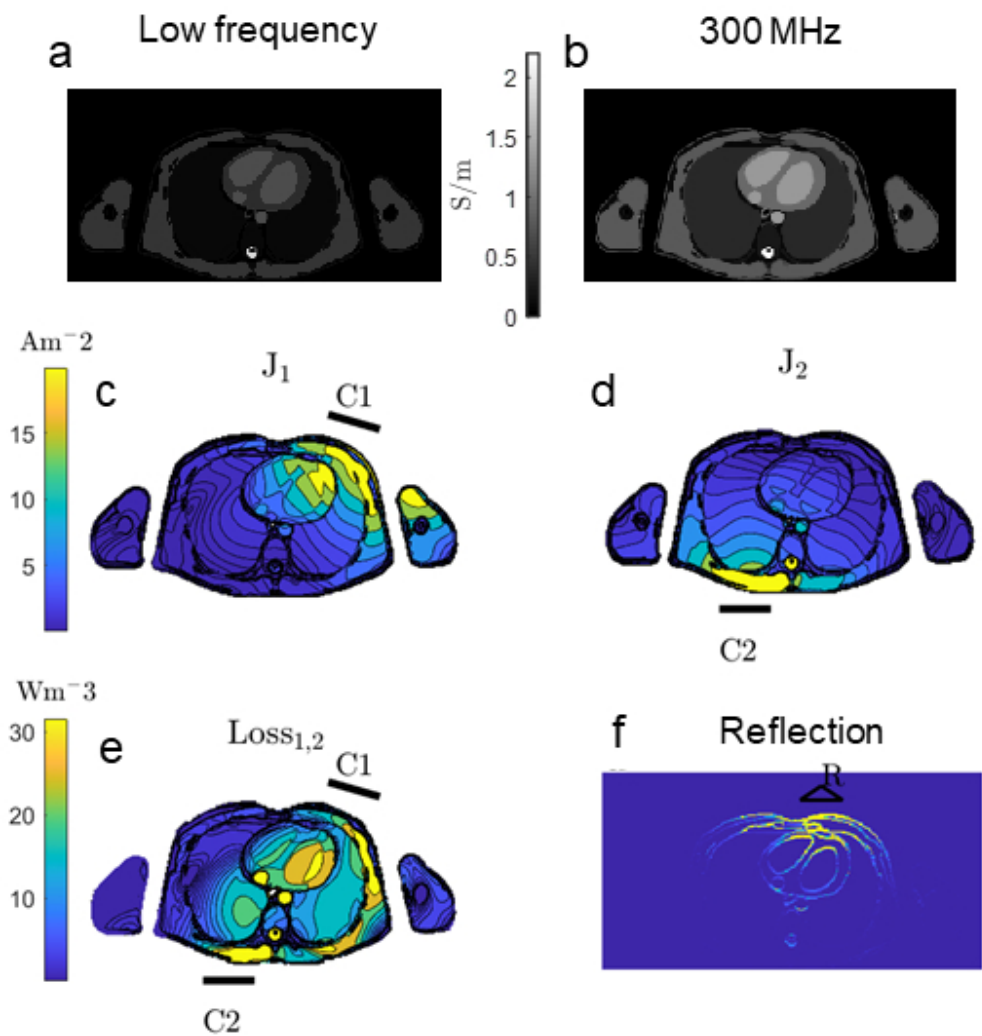 Low frequency
300 MHz
a
b
2
1.5
1
0.5
0
S/m
Am⁻2
15
10
5
c
J₁
C1
d
J₂
C2
Wm⁻3
30
20
10
e
Loss₁,₂
C1
C2
f
Reflection
R